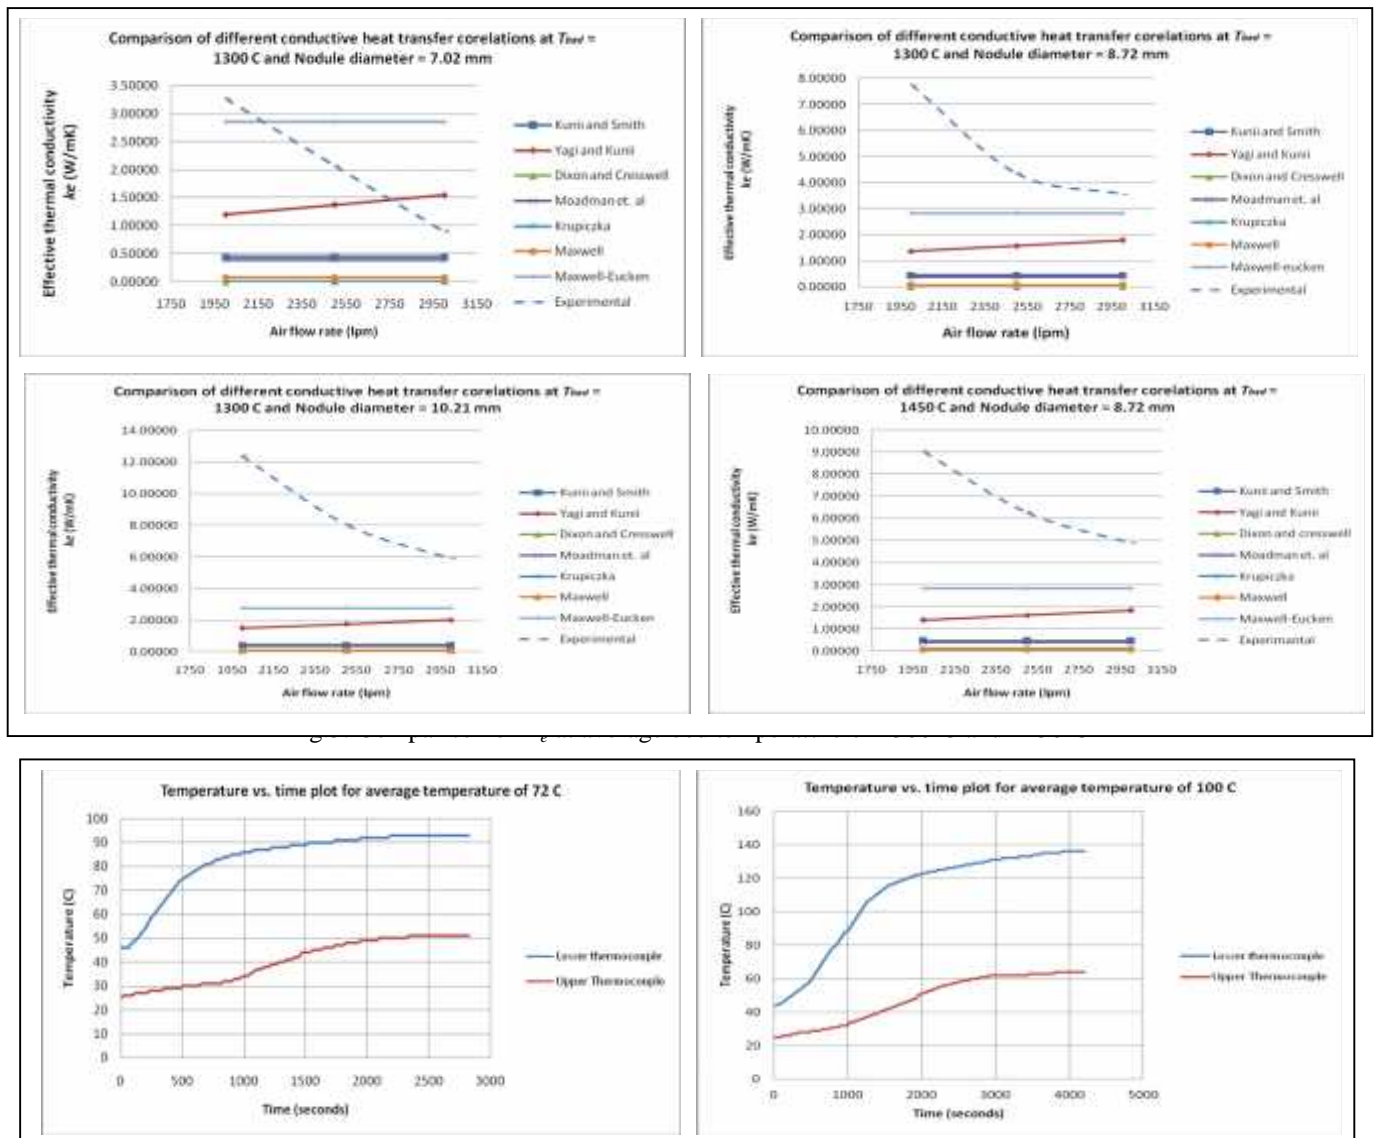 Comparison of different conductive heat transfer corelations at Tbed =
1300 C and Nodule diameter = 7.02 mm
Effective thermal conductivity
ke (W/mK)
3.50000
3.00000
2.50000
2.00000
1.50000
1.00000
0.50000
0.00000
1750 1950 2150 2350 2550 2750 2950 3150
Air flow rate (lpm)
Kunii and Smith
Yagi and Kunii
Dixon and Cresswell
Moadman et. al
Krupiczka
Maxwell
Maxwell-Eucken
Experimental
Comparison of different conductive heat transfer corelations at Tbed =
1300 C and Nodule diameter = 8.72 mm
Effective thermal conductivity
ke (W/mK)
8.00000
7.00000
6.00000
5.00000
4.00000
3.00000
2.00000
1.00000
0.00000
1750 1950 2150 2350 2550 2750 2950 3150
Air flow rate (lpm)
Kunii and Smith
Yagi and Kunii
Dixon and Cresswell
Moadman et. al
Krupiczka
Maxwell
Maxwell-eucken
Experimental
Comparison of different conductive heat transfer corelations at Tbed =
1300 C and Nodule diameter = 10.21 mm
Effective thermal conductivity
ke (W/mK)
14.00000
12.00000
10.00000
8.00000
6.00000
4.00000
2.00000
0.00000
1750 1950 2150 2350 2550 2750 2950 3150
Air flow rate (lpm)
Kunii and Smith
Yagi and Kunii
Dixon and Cresswell
Moadman et. al
Krupiczka
Maxwell
Maxwell-Eucken
Experimental
Comparison of different conductive heat transfer corelations at Tbed =
1450 C and Nodule diameter = 8.72 mm
Effective thermal conductivity
ke (W/mK)
10.00000
9.00000
8.00000
7.00000
6.00000
5.00000
4.00000
3.00000
2.00000
1.00000
0.00000
1750 1950 2150 2350 2550 2750 2950 3150
Air flow rate (lpm)
Kunii and Smith
Yagi and Kunii
Dixon and cresswell
Moadman et. al
Krupiczka
Maxwell
Maxwell-Eucken
Temperature vs. time plot for average temperature of 72 C
Temperature (C)
100
90
80
70
60
50
40
30
20
10
0
0 500 1000 1500 2000 2500 3000
Time (seconds)
Lower thermocouple
Upper Thermocouple
Temperature vs. time plot for average temperature of 100 C
Temperature (C)
160
140
120
100
80
60
40
20
0
0 1000 2000 3000 4000 5000
Time (seconds)
Lower thermocouple
Upper Thermocouple